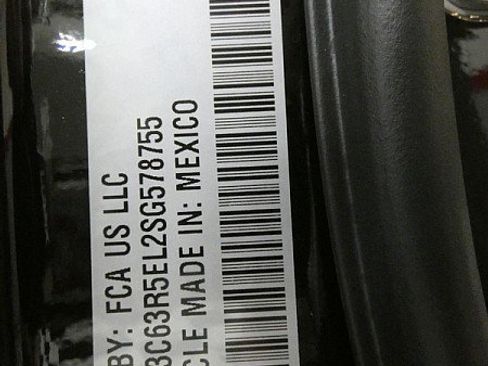 BY: FCA US LLC
3C63R5EL2SG578755
CLE MADE IN: MEXICO